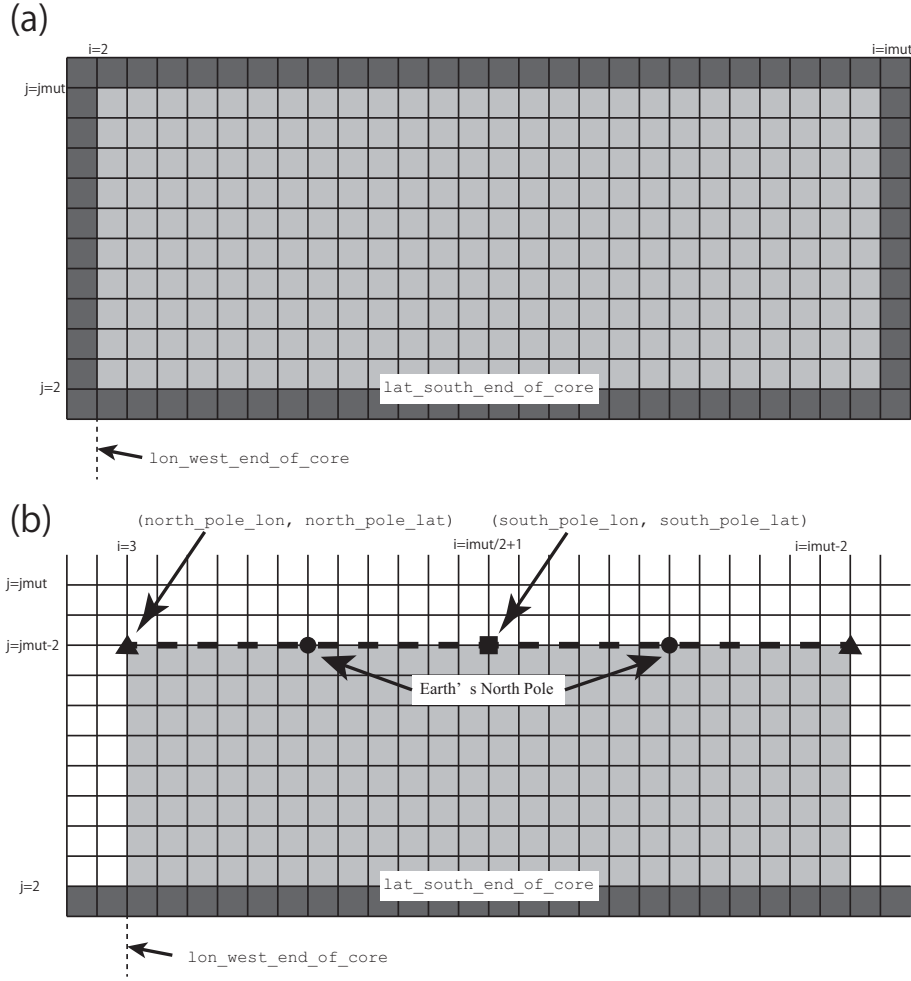 (a)
i=2
i=imut
j=jmut
j=2
lat_south_end_of_core
lon_west_end_of_core
(b)
(north_pole_lon, north_pole_lat)
(south_pole_lon, south_pole_lat)
i=3
i=imut/2+1
i=imut-2
j=jmut
j=jmut-2
Earth’ s North Pole
j=2
lat_south_end_of_core
lon_west_end_of_core